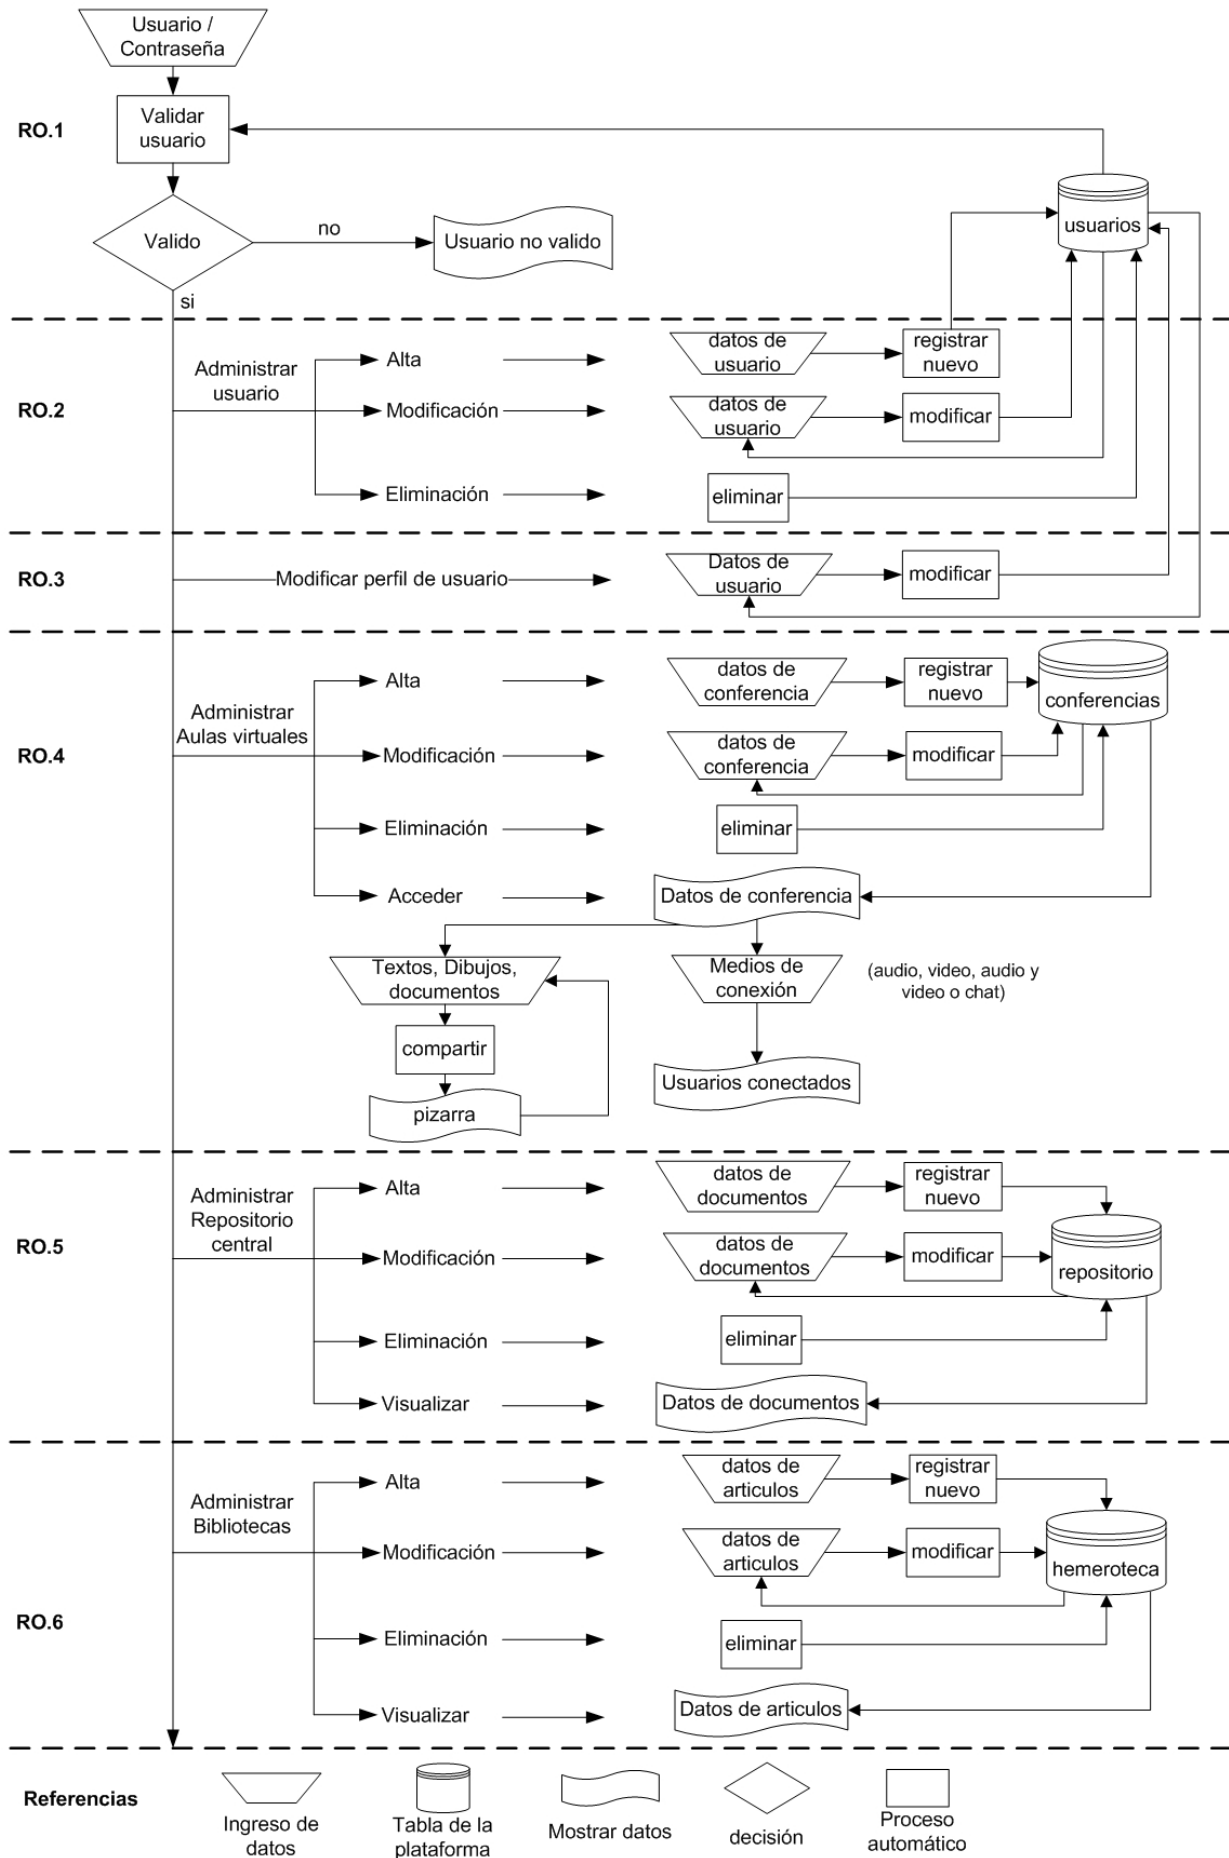 Usuario /
Contraseña
RO.1
Validar
usuario
Valido
no
Usuario no valido
usuarios
si
RO.2
Administrar
usuario
Alta
datos de
usuario
registrar
nuevo
Modificación
datos de
usuario
modificar
Eliminación
eliminar
RO.3
Modificar perfil de usuario
Datos de
usuario
modificar
RO.4
Administrar
Aulas virtuales
Alta
datos de
conferencia
registrar
nuevo
conferencias
Modificación
datos de
conferencia
modificar
Eliminación
eliminar
Acceder
Datos de conferencia
Textos, Dibujos,
documentos
Medios de
conexión
(audio, video, audio y
video o chat)
compartir
Usuarios conectados
pizarra
RO.5
Administrar
Repositorio
central
Alta
datos de
documentos
registrar
nuevo
Modificación
datos de
documentos
modificar
repositorio
Eliminación
eliminar
Visualizar
Datos de documentos
RO.6
Administrar
Bibliotecas
Alta
datos de
articulos
registrar
nuevo
Modificación
datos de
articulos
modificar
hemeroteca
Eliminación
eliminar
Visualizar
Datos de articulos
Referencias
Ingreso de
datos
Tabla de la
plataforma
Mostrar datos
decisión
Proceso
automático